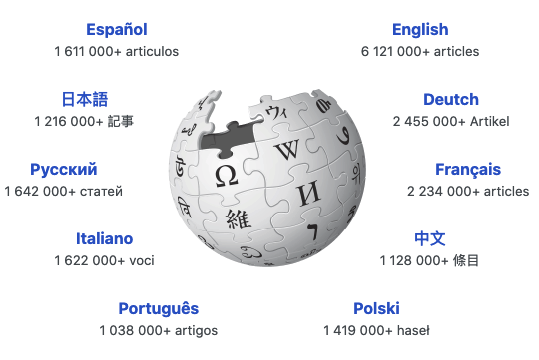 Español
1 611 000+ articulos
English
6 121 000+ articles
日本語
1 216 000+ 記事
Deutch
2 455 000+ Artikel
Русский
1 642 000+ статей
Français
2 234 000+ articles
Italiano
1 622 000+ voci
中文
1 128 000+ 條目
Português
1 038 000+ artigos
Polski
1 419 000+ haseł
ウィ
W
Ω
И
維